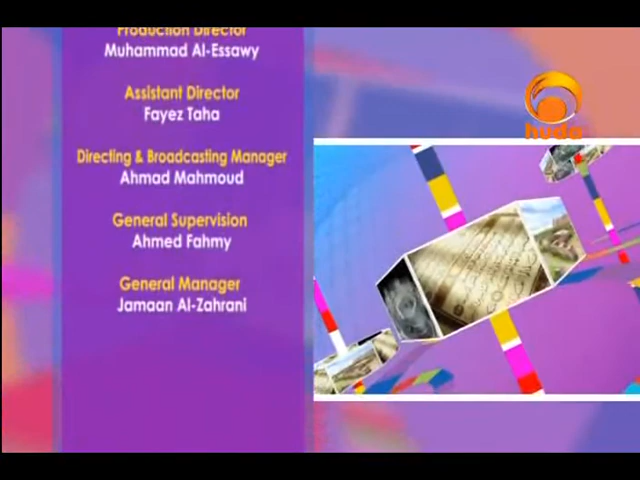 Production Director
Muhammad Al-Essawy
Assistant Director
Fayez Taha
Directing & Broadcasting Manager
Ahmad Mahmoud
General Supervision
Ahmed Fahmy
General Manager
Jamaan Al-Zahrani
huda